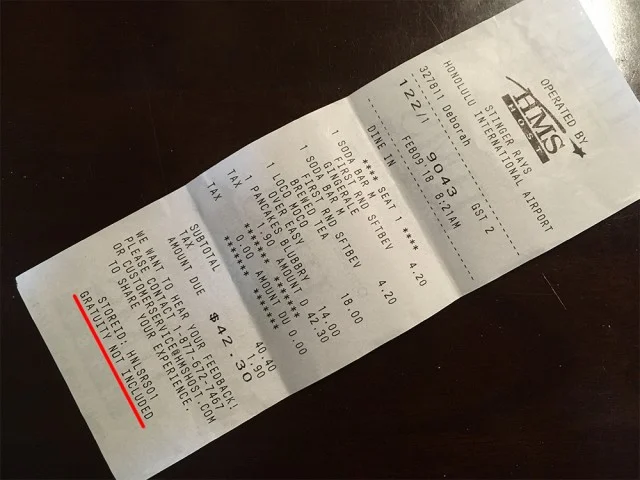 OPERATED BY
HMS
HOST
STINGER RAYS
HONOLULU INTERNATIONAL AIRPORT
327811 Deborah
122/1 9043 GST 2
FEB09'18 8:21AM
DINE IN
**** SEAT 1 ****
1 SODA BAR M 4.20
FIRST RND SFTBEV
GINGERALE
1 SODA BAR M 4.20
FIRST RND SFTBEV
BREWED TEA
1 LOCO MOCO 18.00
OVER EASY
1 PANCAKES BLUBGRY 14.00
TAX 1.90 AMOUNT D 42.30
TAX 0.00 AMOUNT DU 0.00
SUBTOTAL 40.40
TAX 1.90
AMOUNT DUE $42.30
WE WANT TO HEAR YOUR FEEDBACK!
PLEASE CONTACT 1-877-672-7467
OR CUSTOMERSERVICE@HMSHOST.COM
TO SHARE YOUR EXPERIENCE.
STOREID: HNLSRS01
GRATUITY NOT INCLUDED